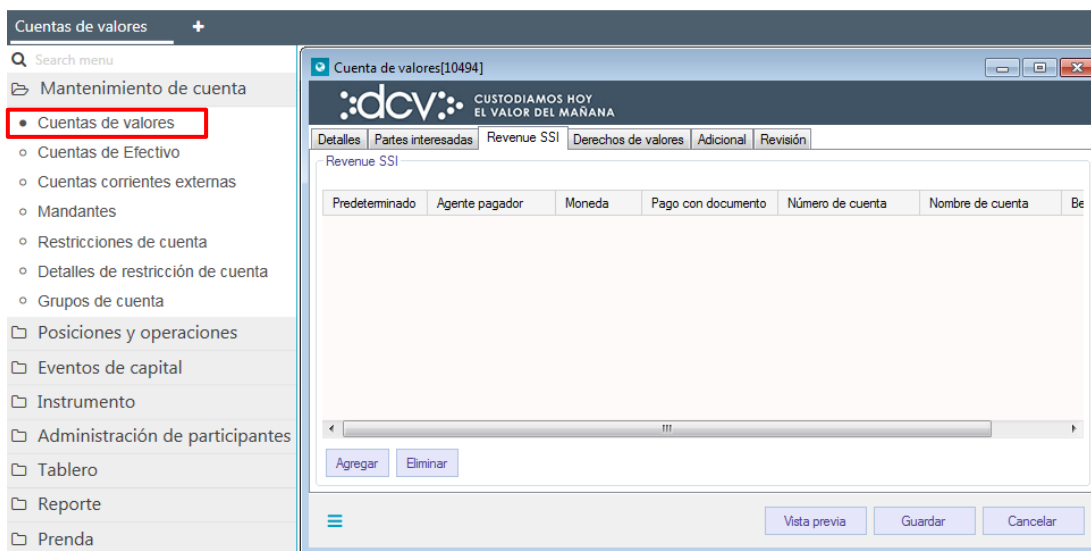 Cuentas de valores +
Search menu
Mantenimiento de cuenta
Cuentas de valores
Cuentas de Efectivo
Cuentas corrientes externas
Mandantes
Restricciones de cuenta
Detalles de restricción de cuenta
Grupos de cuenta
Posiciones y operaciones
Eventos de capital
Instrumento
Administración de participantes
Tablero
Reporte
Prenda
Cuenta de valores[10494]
dcv CUSTODIAMOS HOY
EL VALOR DEL MAÑANA
Detalles Partes interesadas Revenue SSI Derechos de valores Adicional Revisión
Revenue SSI
Predeterminado Agente pagador Moneda Pago con documento Número de cuenta Nombre de cuenta Be
Agregar Eliminar
Vista previa Guardar Cancelar